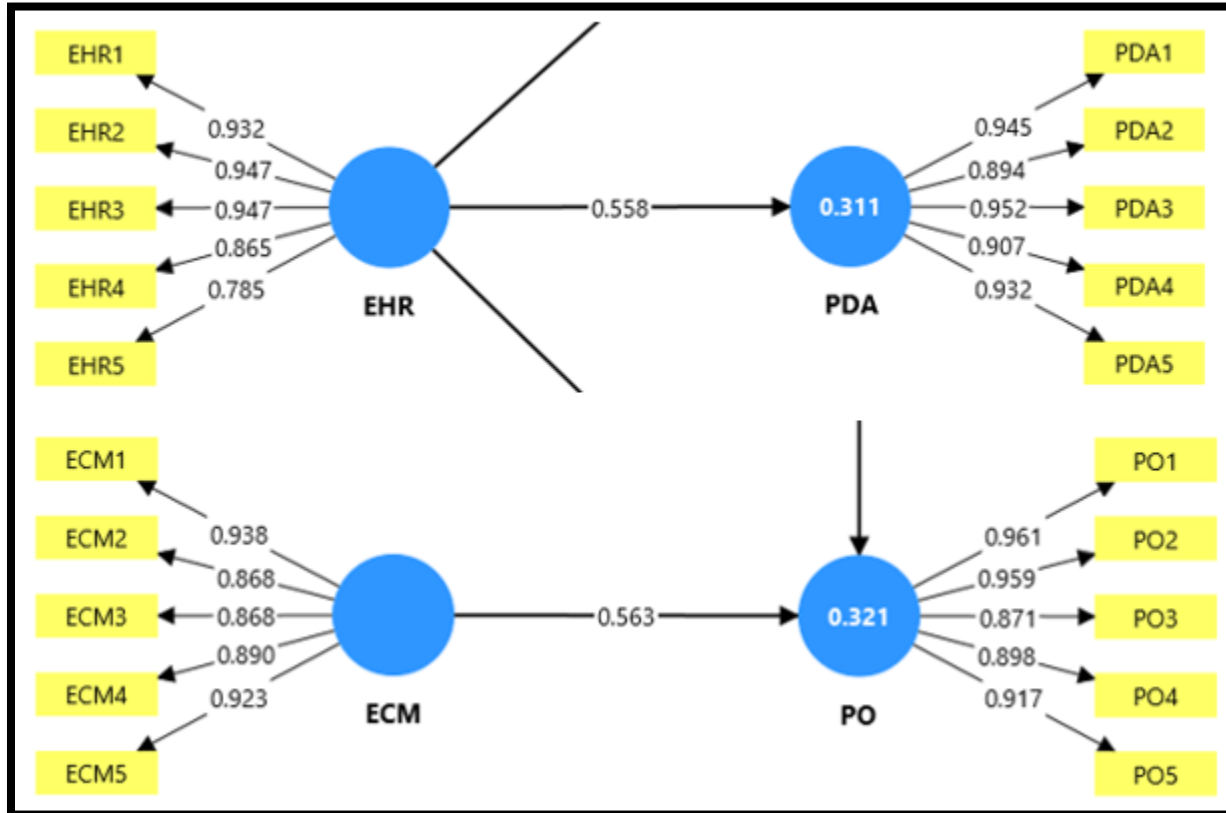 EHR1
EHR2
EHR3
EHR4
EHR5
0.932
0.947
0.947
0.865
0.785
EHR
0.558
0.311
PDA
0.945
0.894
0.952
0.907
0.932
PDA1
PDA2
PDA3
PDA4
PDA5
ECM1
ECM2
ECM3
ECM4
ECM5
0.938
0.868
0.868
0.890
0.923
ECM
0.563
0.321
PO
0.961
0.959
0.871
0.898
0.917
PO1
PO2
PO3
PO4
PO5